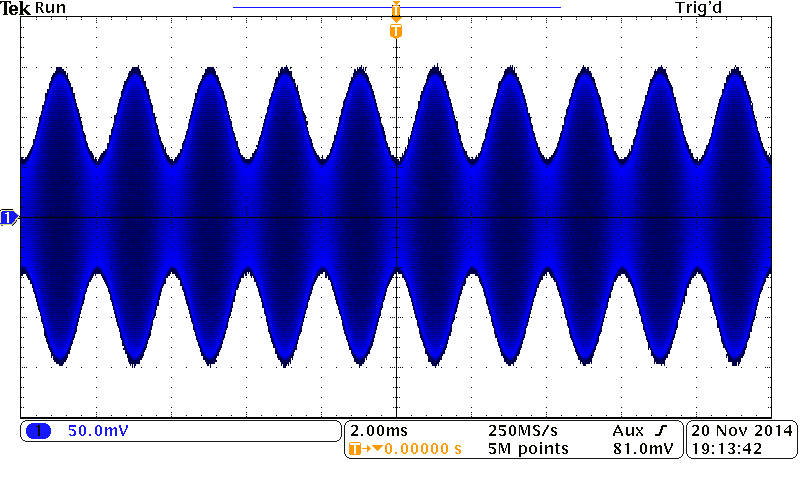 Tek Run Trig'd
T
T
1
1 50.0mV
2.00ms 250MS/s Aux
T→▼0.00000 s 5M points 81.0mV
20 Nov 2014
19:13:42